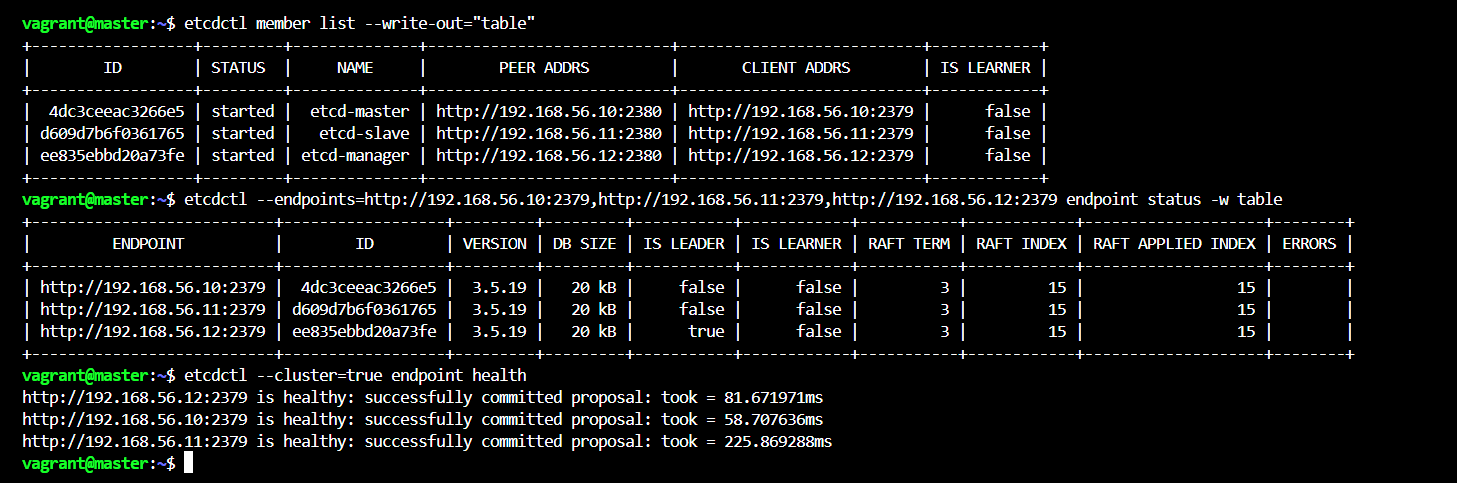 vagrant@master:~$ etcdctl member list --write-out="table"
+------------------+---------+--------------+---------------------------+---------------------------+------------+
|        ID        | STATUS  |     NAME     |        PEER ADDRS         |       CLIENT ADDRS        | IS LEARNER |
+------------------+---------+--------------+---------------------------+---------------------------+------------+
|  4dc3ceeac3266e5 | started |  etcd-master | http://192.168.56.10:2380 | http://192.168.56.10:2379 |      false |
| d609d7b6f0361765 | started |   etcd-slave | http://192.168.56.11:2380 | http://192.168.56.11:2379 |      false |
| ee835ebbd20a73fe | started | etcd-manager | http://192.168.56.12:2380 | http://192.168.56.12:2379 |      false |
+------------------+---------+--------------+---------------------------+---------------------------+------------+
vagrant@master:~$ etcdctl --endpoints=http://192.168.56.10:2379,http://192.168.56.11:2379,http://192.168.56.12:2379 endpoint status -w table
+---------------------------+------------------+---------+---------+-----------+------------+-----------+------------+--------------------+--------+
|         ENDPOINT          |        ID        | VERSION | DB SIZE | IS LEADER | IS LEARNER | RAFT TERM | RAFT INDEX | RAFT APPLIED INDEX | ERRORS |
+---------------------------+------------------+---------+---------+-----------+------------+-----------+------------+--------------------+--------+
| http://192.168.56.10:2379 |  4dc3ceeac3266e5 |  3.5.19 |   20 kB |     false |      false |         3 |         15 |                 15 |        |
| http://192.168.56.11:2379 | d609d7b6f0361765 |  3.5.19 |   20 kB |     false |      false |         3 |         15 |                 15 |        |
| http://192.168.56.12:2379 | ee835ebbd20a73fe |  3.5.19 |   20 kB |      true |      false |         3 |         15 |                 15 |        |
+---------------------------+------------------+---------+---------+-----------+------------+-----------+------------+--------------------+--------+
vagrant@master:~$ etcdctl --cluster=true endpoint health
http://192.168.56.12:2379 is healthy: successfully committed proposal: took = 81.671971ms
http://192.168.56.10:2379 is healthy: successfully committed proposal: took = 58.707636ms
http://192.168.56.11:2379 is healthy: successfully committed proposal: took = 225.869288ms
vagrant@master:~$